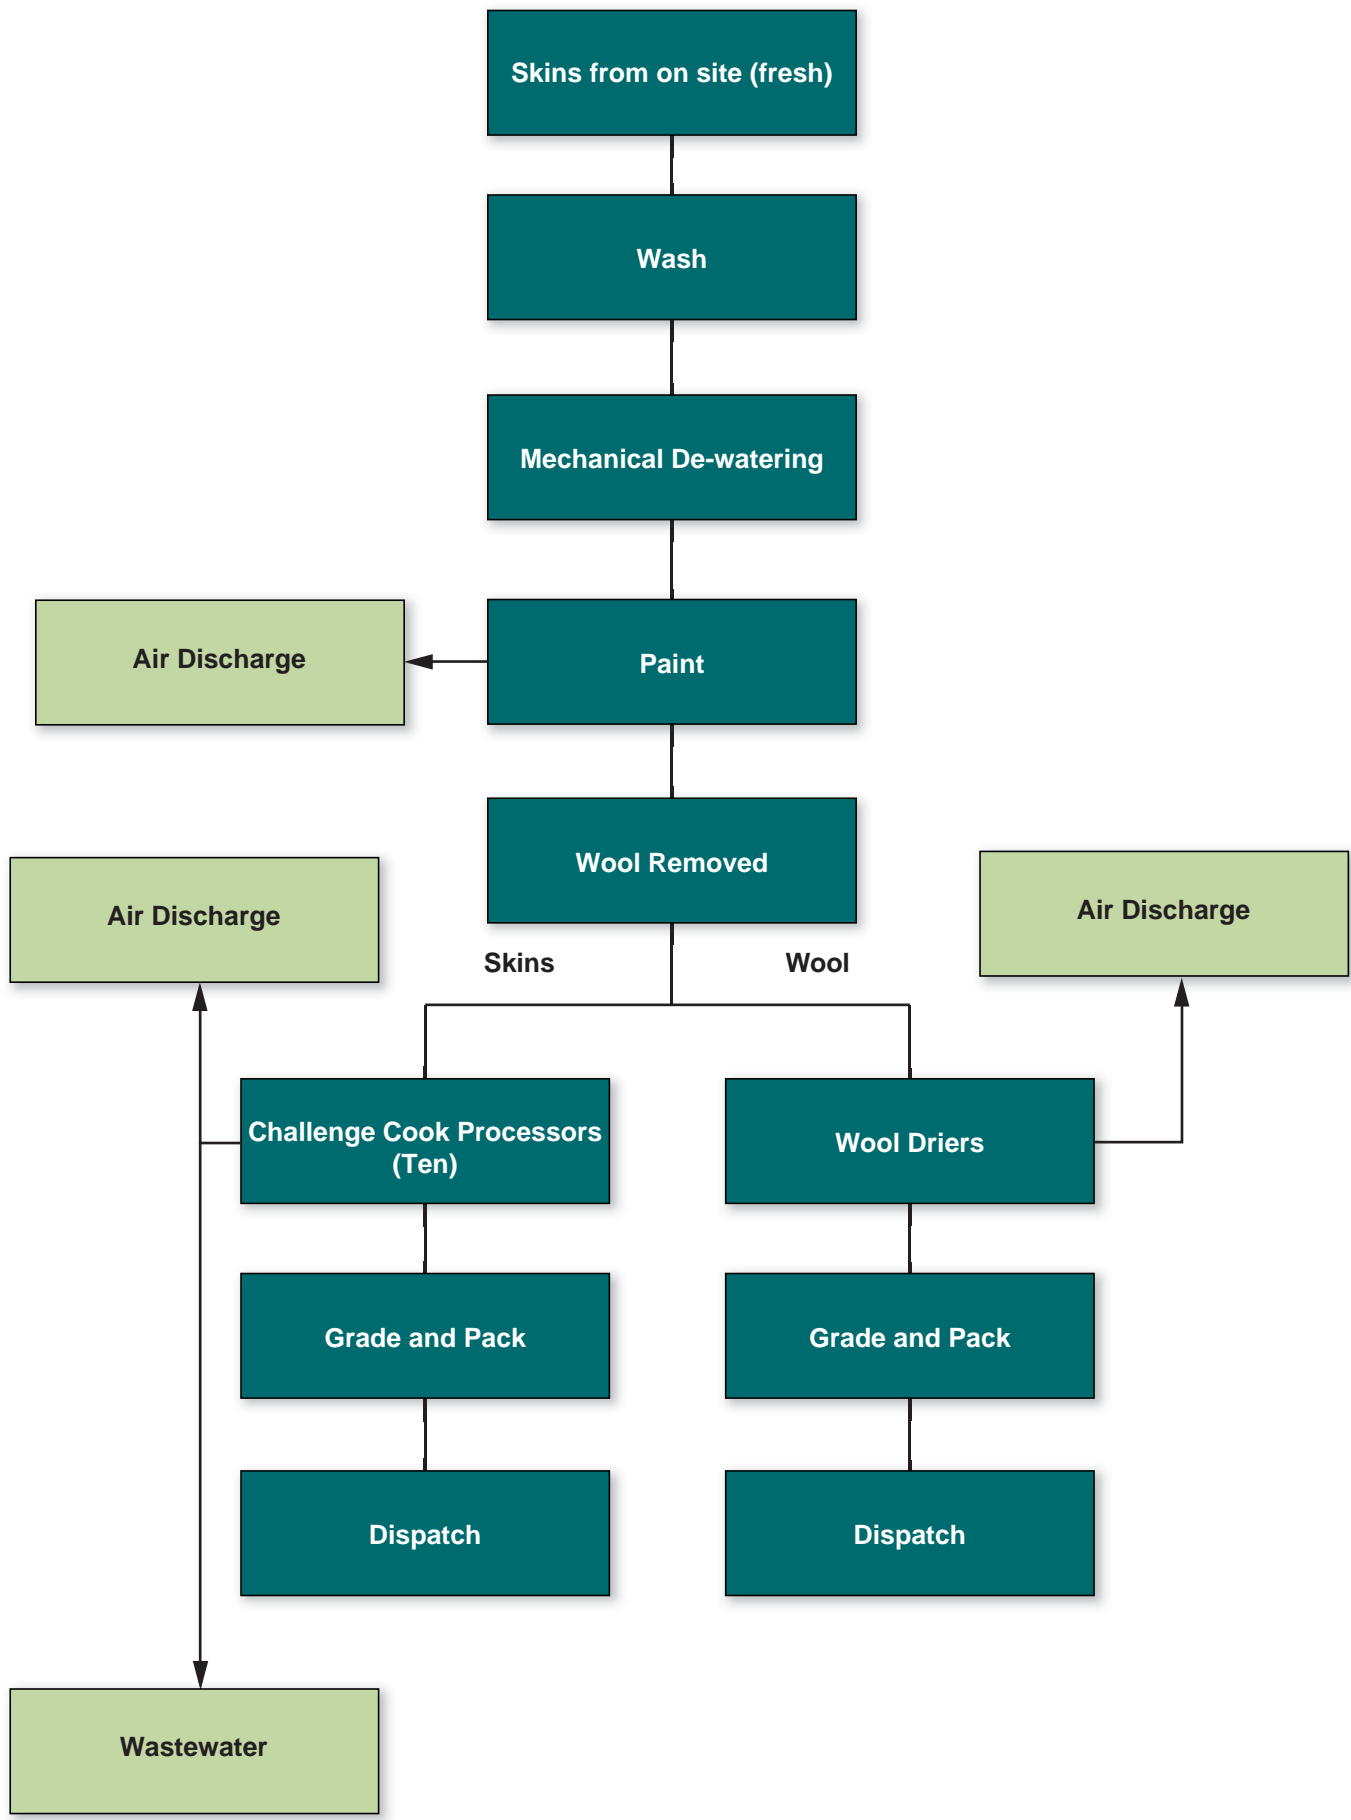 Skins from on site (fresh)
Wash
Mechanical De-watering
Air Discharge
Paint
Wool Removed
Air Discharge
Air Discharge
Skins
Wool
Challenge Cook Processors
(Ten)
Wool Driers
Grade and Pack
Grade and Pack
Dispatch
Dispatch
Wastewater